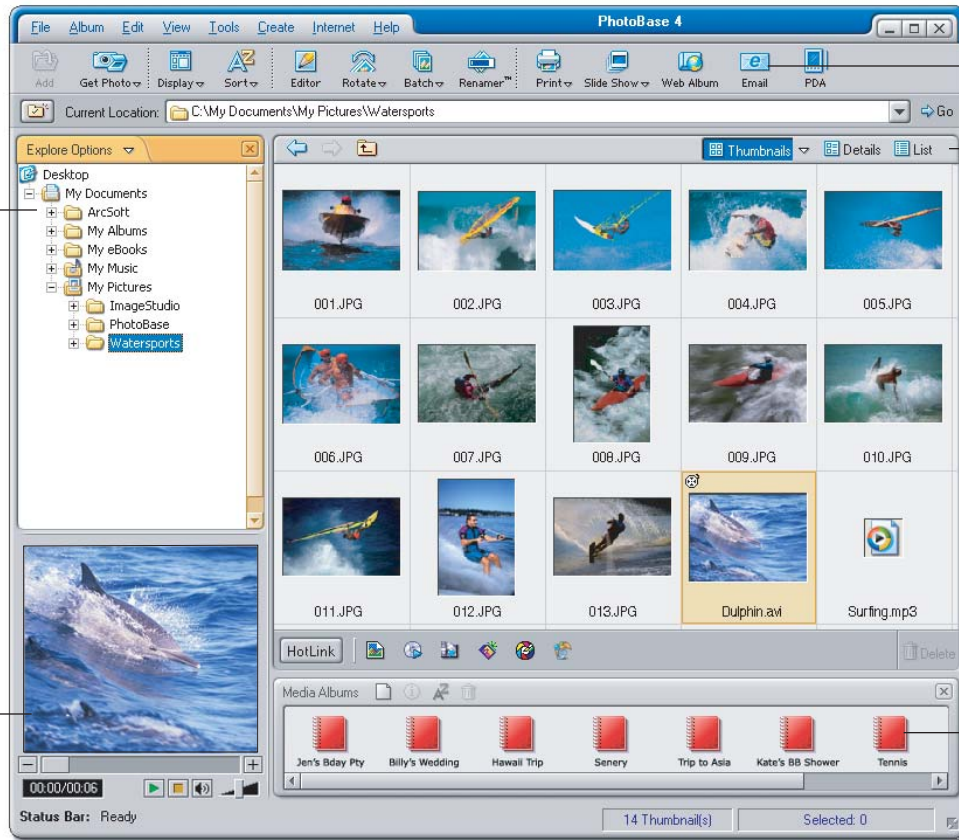 PhotoBase 4
File Album Edit View Tools Create Internet Help
Add Get Photo Display Sort Editor Rotate Batch Renamer™ Print Slide Show Web Album Email PDA
Current Location: C:\My Documents\My Pictures\Watersports Go
Explore Options
Thumbnails Details List
Desktop
My Documents
ArcSoft
My Albums
My eBooks
My Music
My Pictures
ImageStudio
PhotoBase
Watersports
001.JPG 002.JPG 003.JPG 004.JPG 005.JPG
006.JPG 007.JPG 008.JPG 009.JPG 010.JPG
011.JPG 012.JPG 013.JPG Dulphin.avi Surfing.mp3
HotLink Delete
Media Albums
Jen's Bday Pty Billy's Wedding Hawaii Trip Senery Trip to Asia Kate's BB Shower Tennis
00:00/00:06
Status Bar: Ready 14 Thumbnail(s) Selected: 0